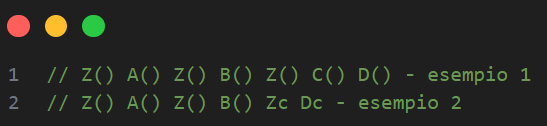 1 // Z() A() Z() B() Z() C() D() - esempio 1
2 // Z() A() Z() B() Zc Dc - esempio 2